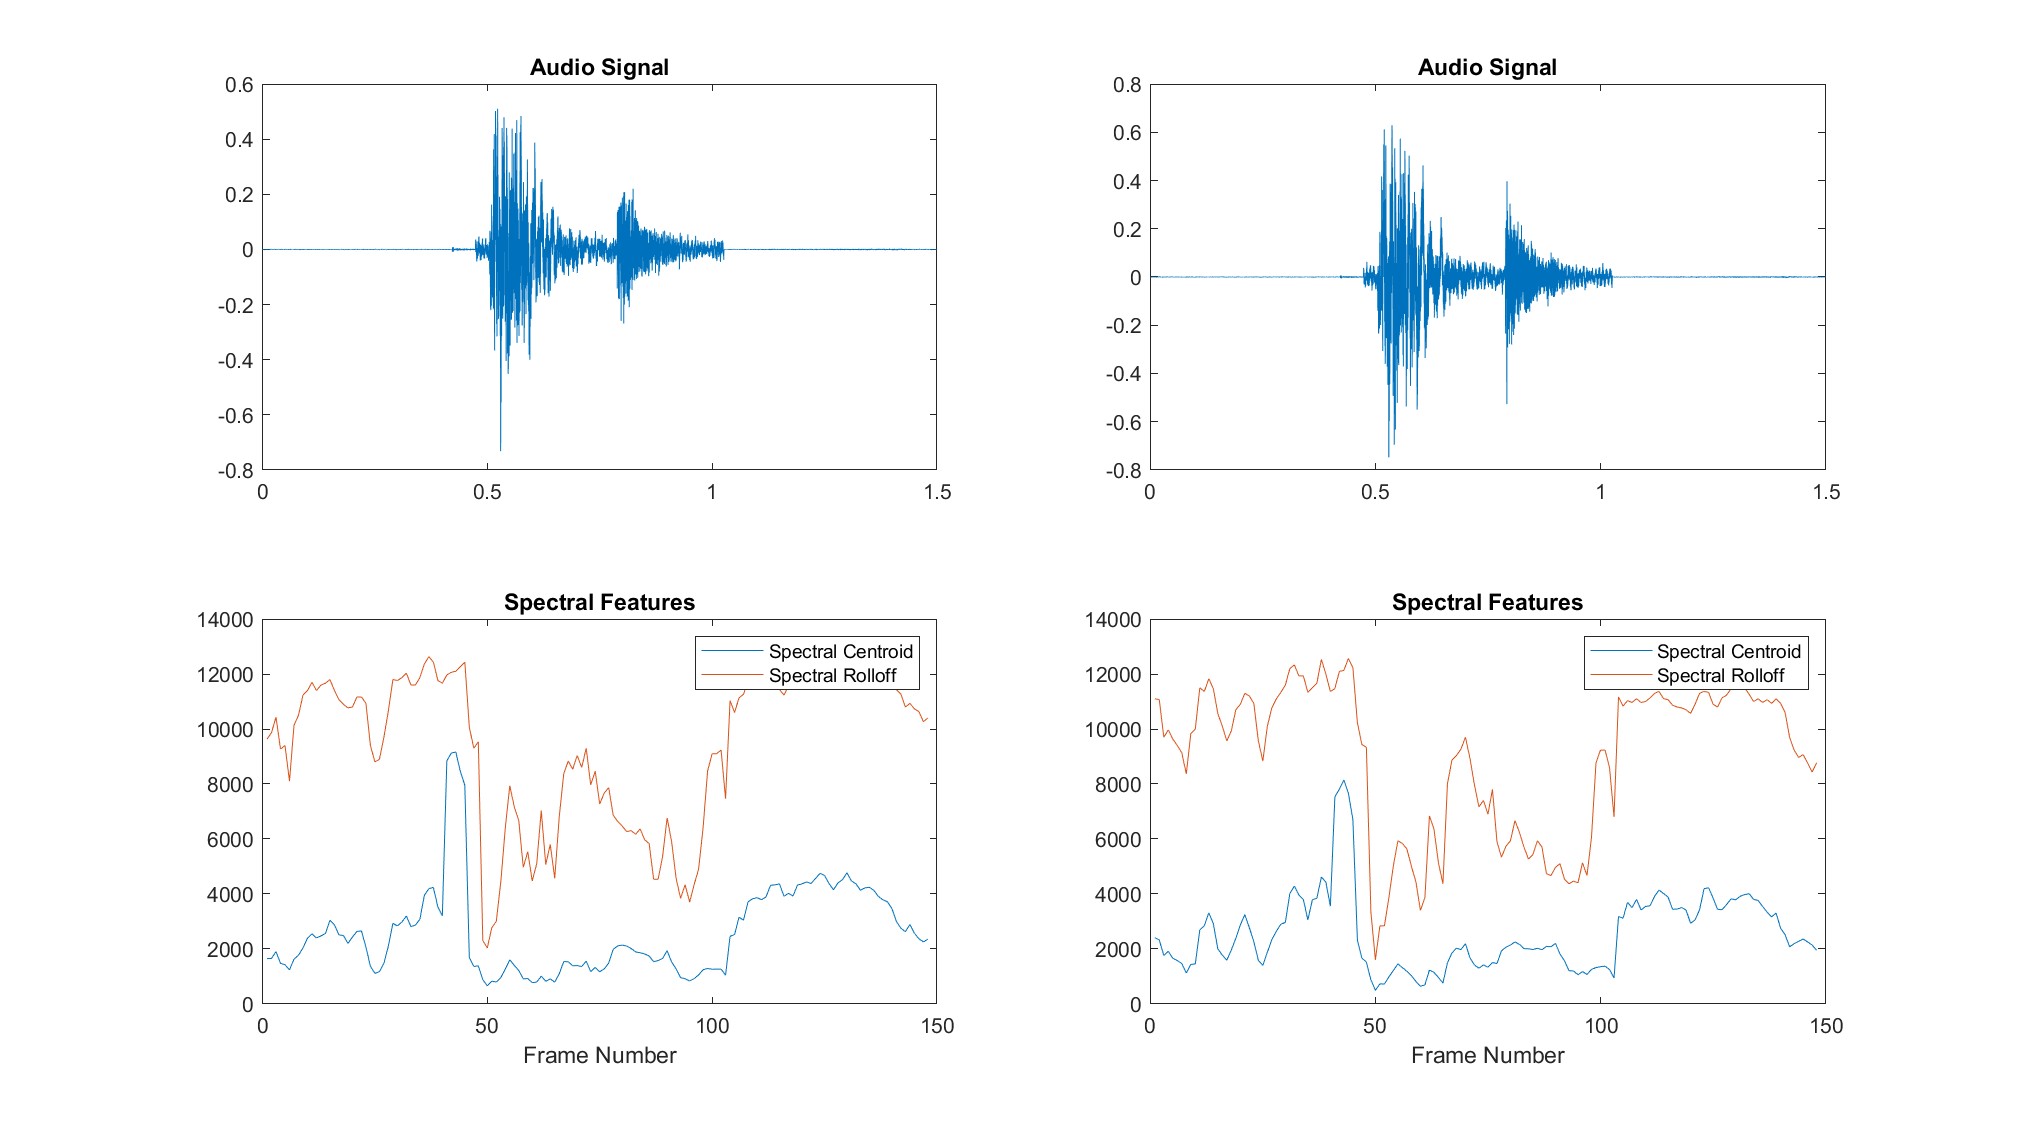 Audio Signal
0.6
0.4
0.2
0
-0.2
-0.4
-0.6
-0.8
0 0.5 1 1.5
Audio Signal
0.8
0.6
0.4
0.2
0
-0.2
-0.4
-0.6
-0.8
0 0.5 1 1.5
Spectral Features
14000
12000
10000
8000
6000
4000
2000
0
Spectral Centroid
Spectral Rolloff
0 50 100 150
Frame Number
Spectral Features
14000
12000
10000
8000
6000
4000
2000
0
Spectral Centroid
Spectral Rolloff
0 50 100 150
Frame Number